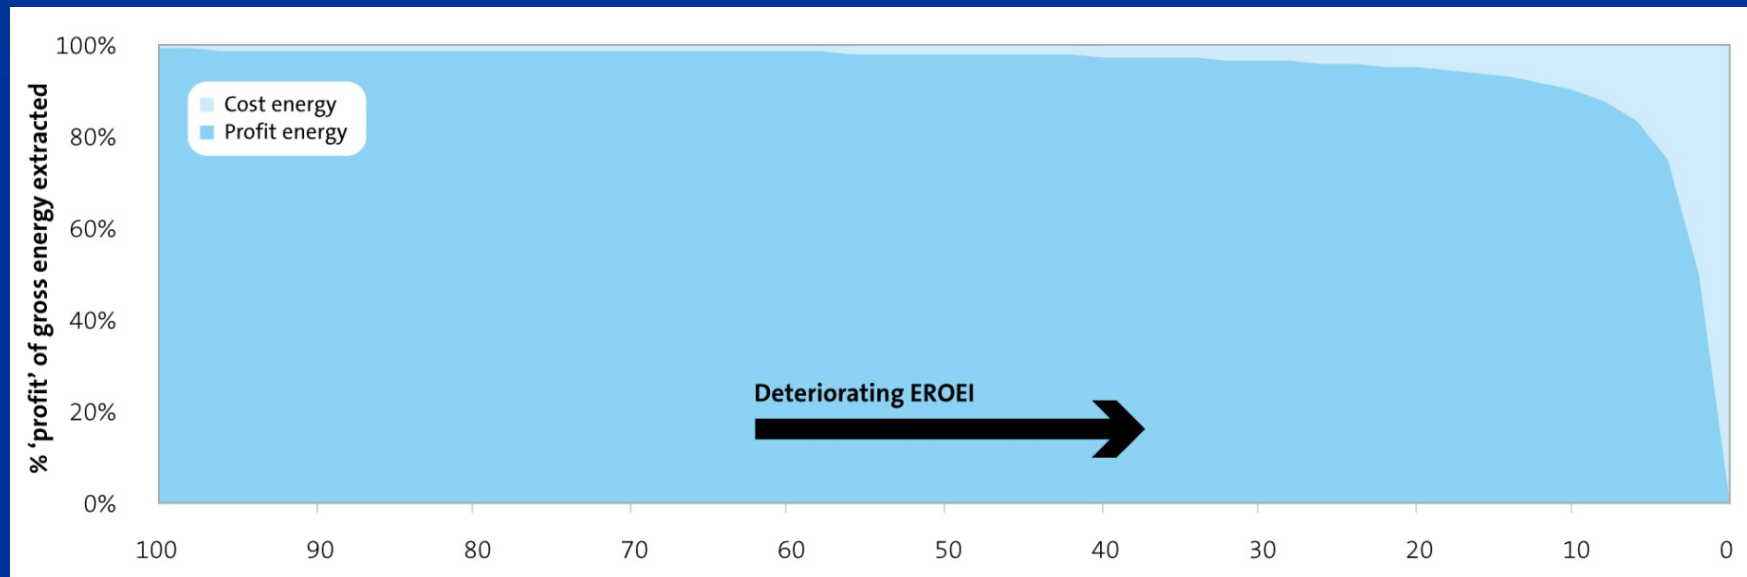 % ‘profit’ of gross energy extracted
100%
80%
60%
40%
20%
0%
Cost energy
Profit energy
Deteriorating EROEI
100 90 80 70 60 50 40 30 20 10 0